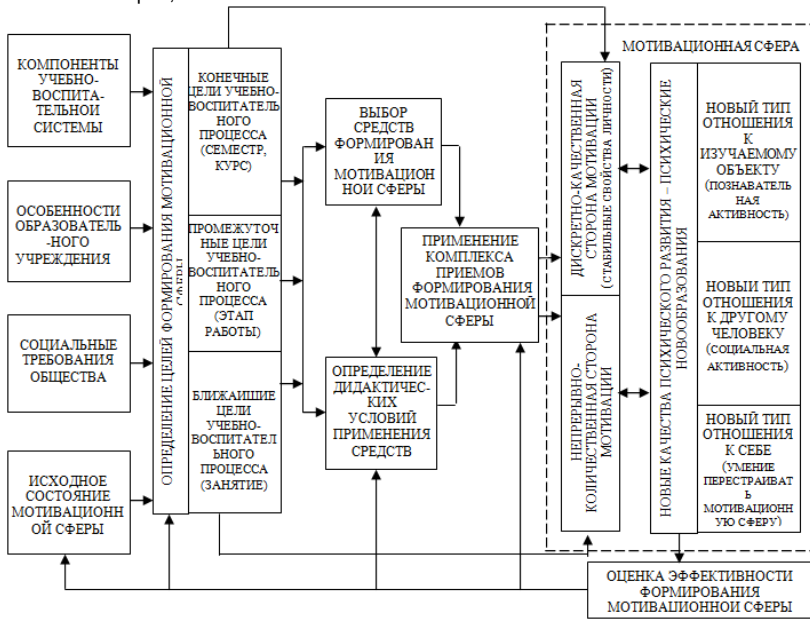 МОТИВАЦИОННАЯ СФЕРА
КОМПОНЕНТЫ
УЧЕБНО-
ВОСПИТА-
ТЕЛЬНОЙ
СИСТЕМЫ
ОСОБЕННОСТИ
ОБРАЗОВАТЕЛЬ
-НОГО
УЧРЕЖДЕНИЯ
СОЦИАЛЬНЫЕ
ТРЕБОВАНИЯ
ОБЩЕСТВА
ИСХОДНОЕ
СОСТОЯНИЕ
МОТИВАЦИОНН
ОЙ СФЕРЫ
ОПРЕДЕЛЕНИЕ ЦЕЛЕЙ ФОРМИРОВАНИЯ МОТИВАЦИОННОЙ
СФЕРЫ
КОНЕЧНЫЕ
ЦЕЛИ УЧЕБНО-
ВОСПИТАТЕЛЬ
НОГО
ПРОЦЕССА
(СЕМЕСТР,
КУРС)
ПРОМЕЖУТОЧ
НЫЕ ЦЕЛИ
УЧЕБНО-
ВОСПИТАТЕЛЬ
НОГО
ПРОЦЕССА
(ЭТАП
РАБОТЫ)
БЛИЖАЙШИЕ
ЦЕЛИ
УЧЕБНО-
ВОСПИТАТЕЛ
ЬНОГО
ПРОЦЕССА
(ЗАНЯТИЕ)
ВЫБОР
СРЕДСТВ
ФОРМИРОВАН
ИЯ
МОТИВАЦИОН
НОЙ СФЕРЫ
ОПРЕДЕЛЕНИЕ
ДИДАКТИЧЕС-
КИХ
УСЛОВИЙ
ПРИМЕНЕНИЯ
СРЕДСТВ
ПРИМЕНЕНИЕ
КОМПЛЕКСА
ПРИЕМОВ
ФОРМИРОВАНИЯ
МОТИВАЦИОННОЙ
СФЕРЫ
ДИСКРЕТНО-КАЧЕСТВЕННАЯ
СТОРОНА МОТИВАЦИИ
(СТАБИЛЬНЫЕ СВОЙСТВА ЛИЧНОСТИ)
НЕПРЕРЫВНО-
КОЛИЧЕСТВЕННАЯ СТОРОНА
МОТИВАЦИИ
НОВЫЕ КАЧЕСТВА ПСИХИЧЕСКОГО РАЗВИТИЯ – ПСИХИЧЕСКИЕ
НОВООБРАЗОВАНИЯ
НОВЫЙ ТИП
ОТНОШЕНИЯ
К
ИЗУЧАЕМОМУ
ОБЪЕКТУ
(ПОЗНАВАТЕЛЬ
НАЯ
АКТИВНОСТЬ)
НОВЫЙ ТИП
ОТНОШЕНИЯ
К ДРУГОМУ
ЧЕЛОВЕКУ
(СОЦИАЛЬНАЯ
АКТИВНОСТЬ)
НОВЫЙ ТИП
ОТНОШЕНИЯ
К СЕБЕ
(УМЕНИЕ
ПЕРЕСТРАИВАТ
Ь
МОТИВАЦИОН
НУЮ СФЕРУ)
ОЦЕНКА ЭФФЕКТИВНОСТИ
ФОРМИРОВАНИЯ
МОТИВАЦИОННОЙ СФЕРЫ